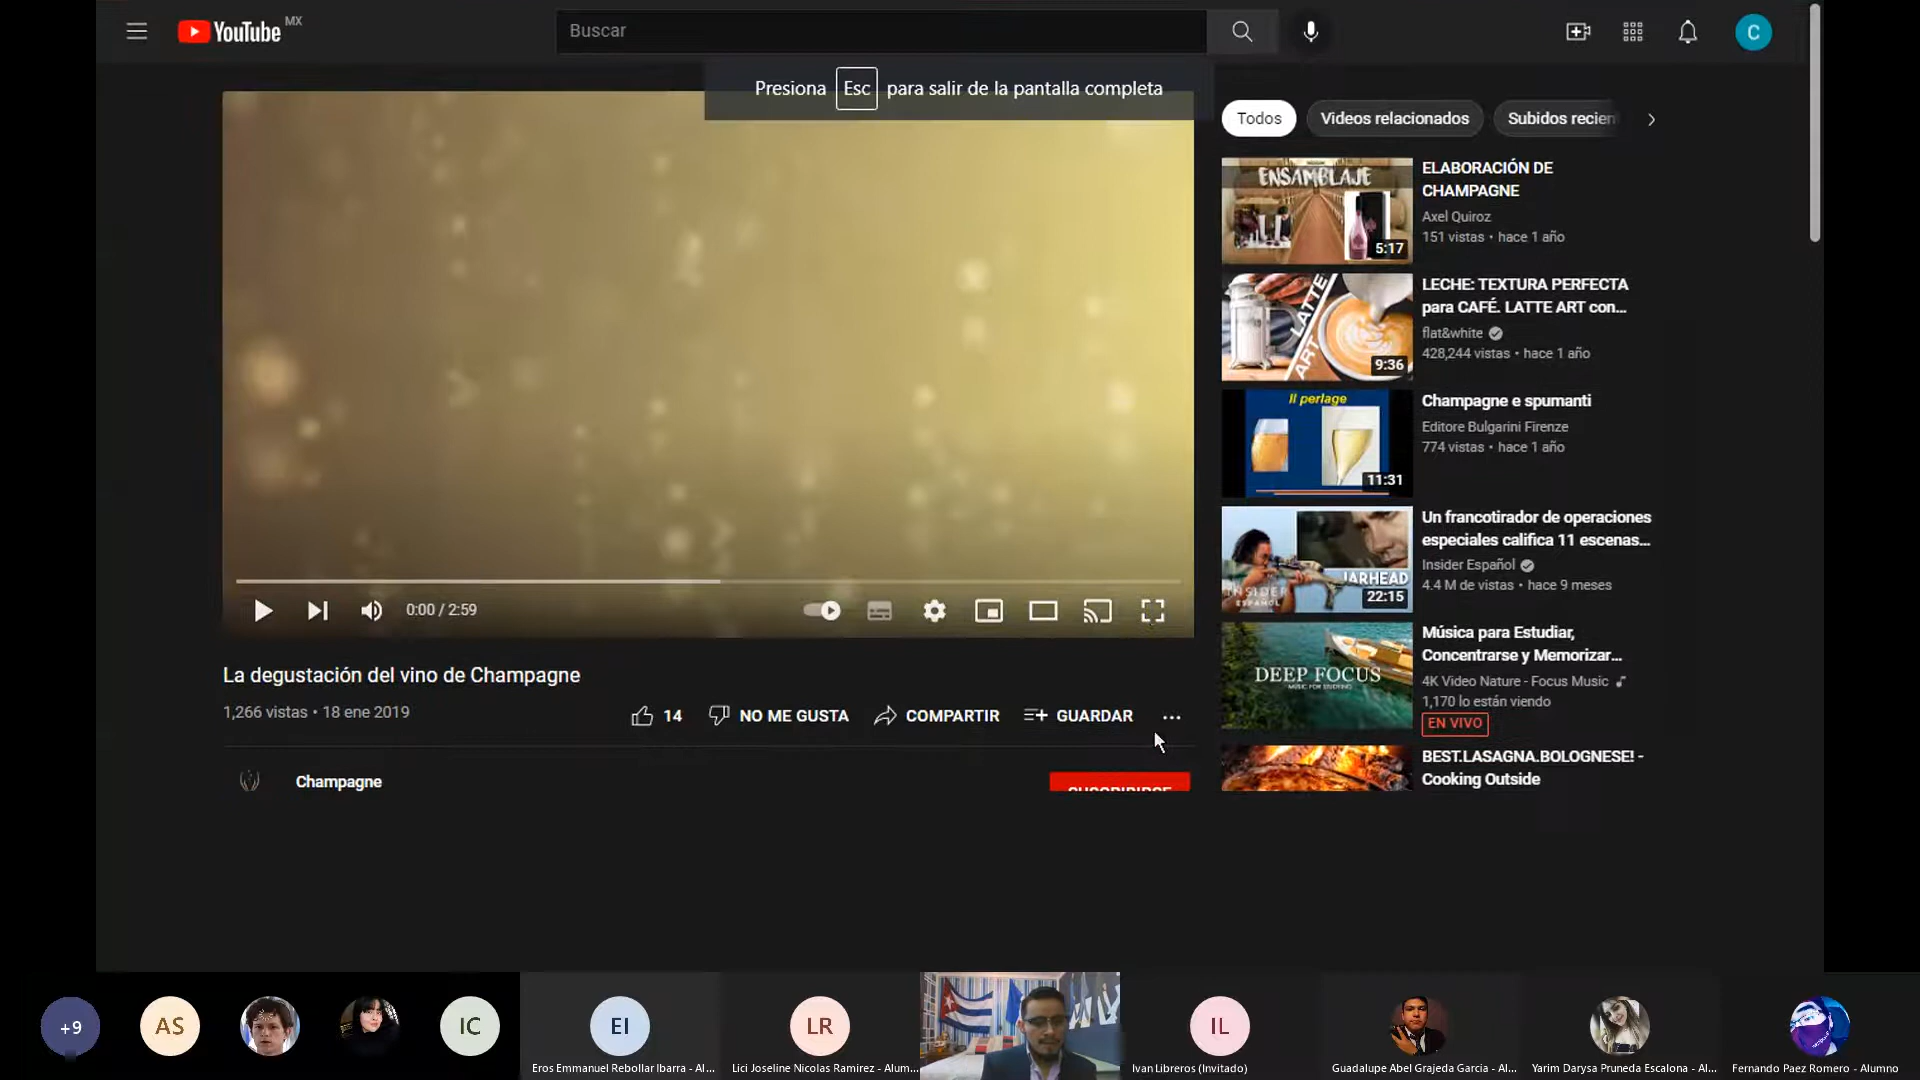 YouTube MX
Buscar
C
Presiona Esc para salir de la pantalla completa
Todos
Videos relacionados
Subidos recien
ENSAMBLAJE
5:17
ELABORACIÓN DE
CHAMPAGNE
Axel Quiroz
151 vistas • hace 1 año
LATTE
ART
9:36
LECHE: TEXTURA PERFECTA
para CAFÉ. LATTE ART con...
flat&white
428,244 vistas • hace 1 año
Il perlage
11:31
Champagne e spumanti
Editore Bulgarini Firenze
774 vistas • hace 1 año
JARHEAD
INSIDER
ESPAÑOL
22:15
Un francotirador de operaciones
especiales califica 11 escenas...
Insider Español
4.4 M de vistas • hace 9 meses
DEEP FOCUS
MUSIC FOR STUDYING
Música para Estudiar,
Concentrarse y Memorizar...
4K Video Nature - Focus Music
1,170 lo están viendo
EN VIVO
BEST.LASAGNA.BOLOGNESE! -
Cooking Outside
0:00 / 2:59
La degustación del vino de Champagne
1,266 vistas • 18 ene 2019
14
NO ME GUSTA
COMPARTIR
GUARDAR
Champagne
SUSCRIBIRSE
+9
AS
IC
EI
LR
IL
Eros Emmanuel Rebollar Ibarra - Al...
Lici Joseline Nicolas Ramirez - Alum...
Ivan Libreros (Invitado)
Guadalupe Abel Grajeda Garcia - Al...
Yarim Darysa Pruneda Escalona - Al...
Fernando Paez Romero - Alumno